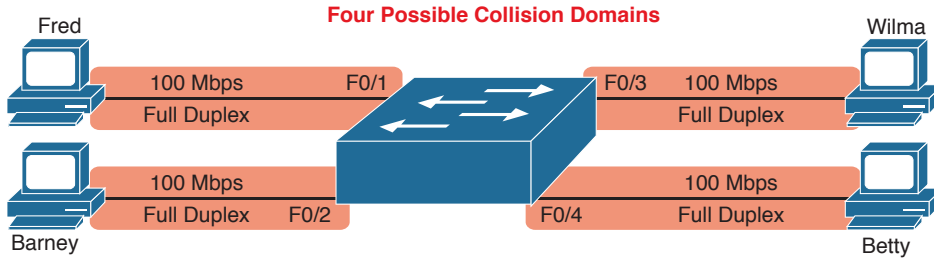 Four Possible Collision Domains
Fred
Wilma
100 Mbps F0/1
Full Duplex
F0/3 100 Mbps
Full Duplex
100 Mbps
Full Duplex F0/2
100 Mbps
F0/4 Full Duplex
Barney
Betty